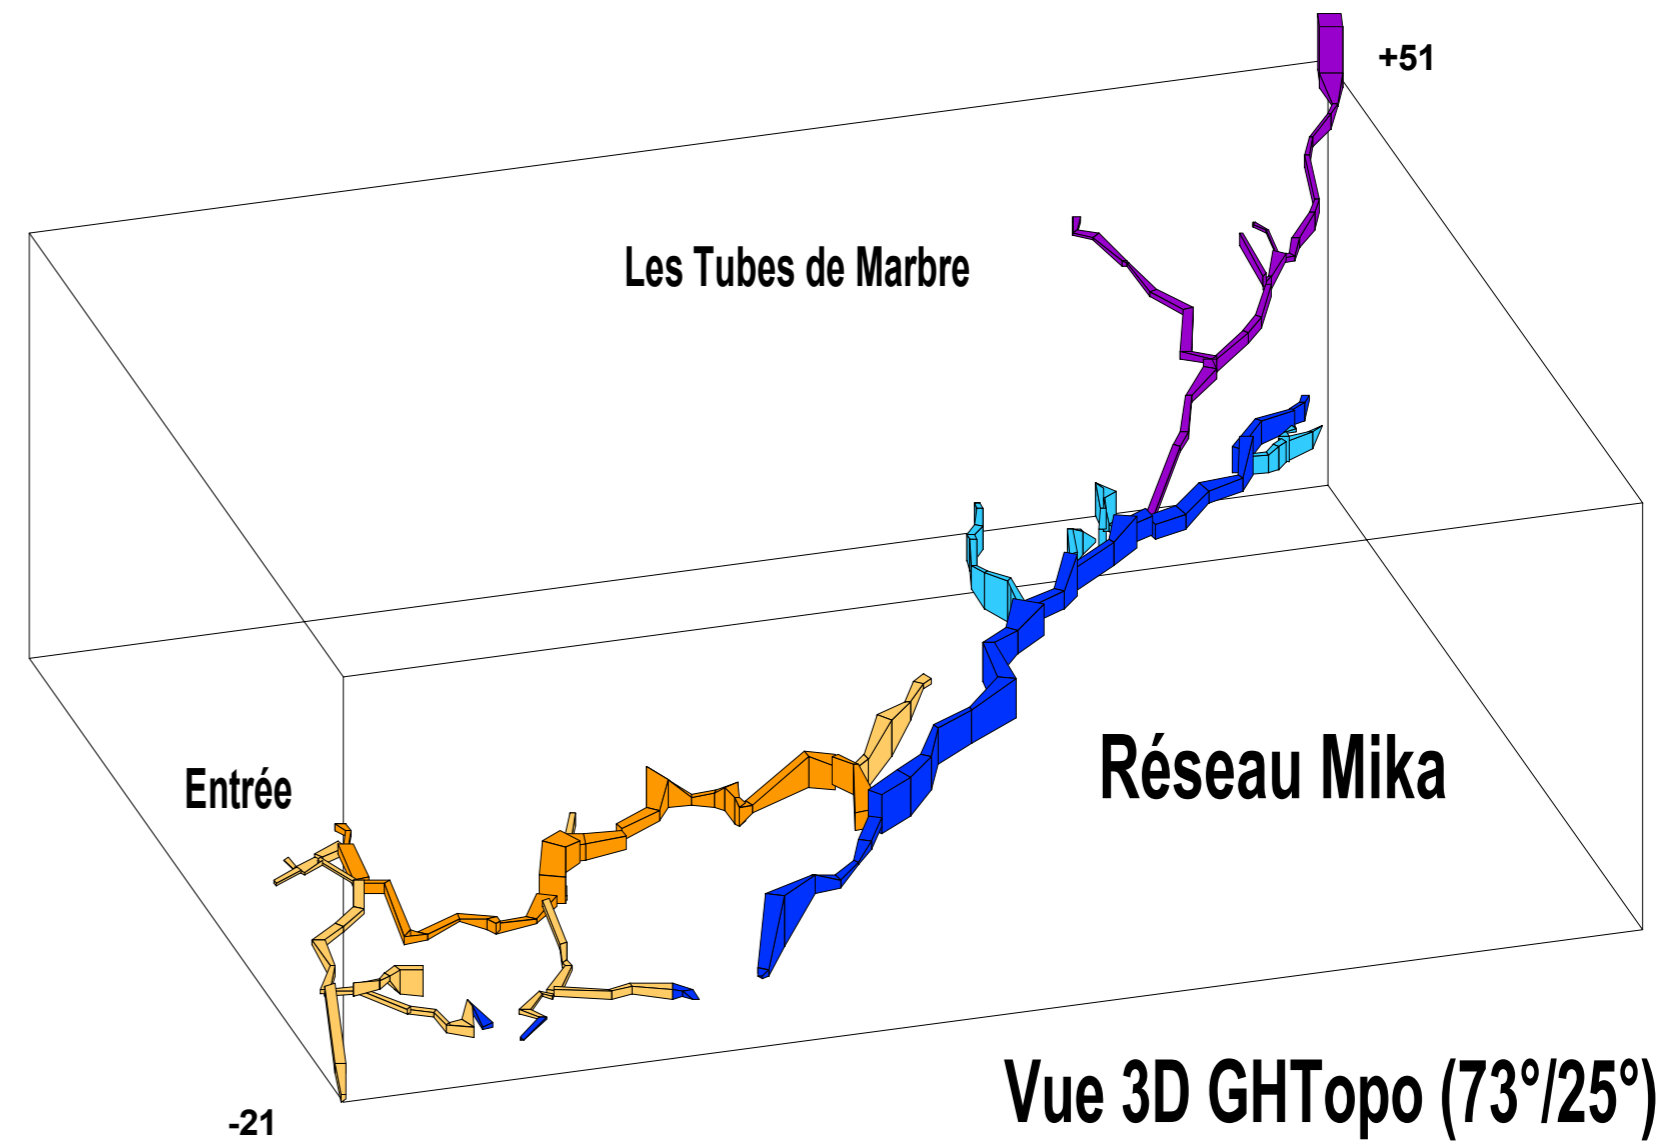 +51
Les Tubes de Marbre
Réseau Mika
Entrée
Vue 3D GHTopo (73°/25°)
-21